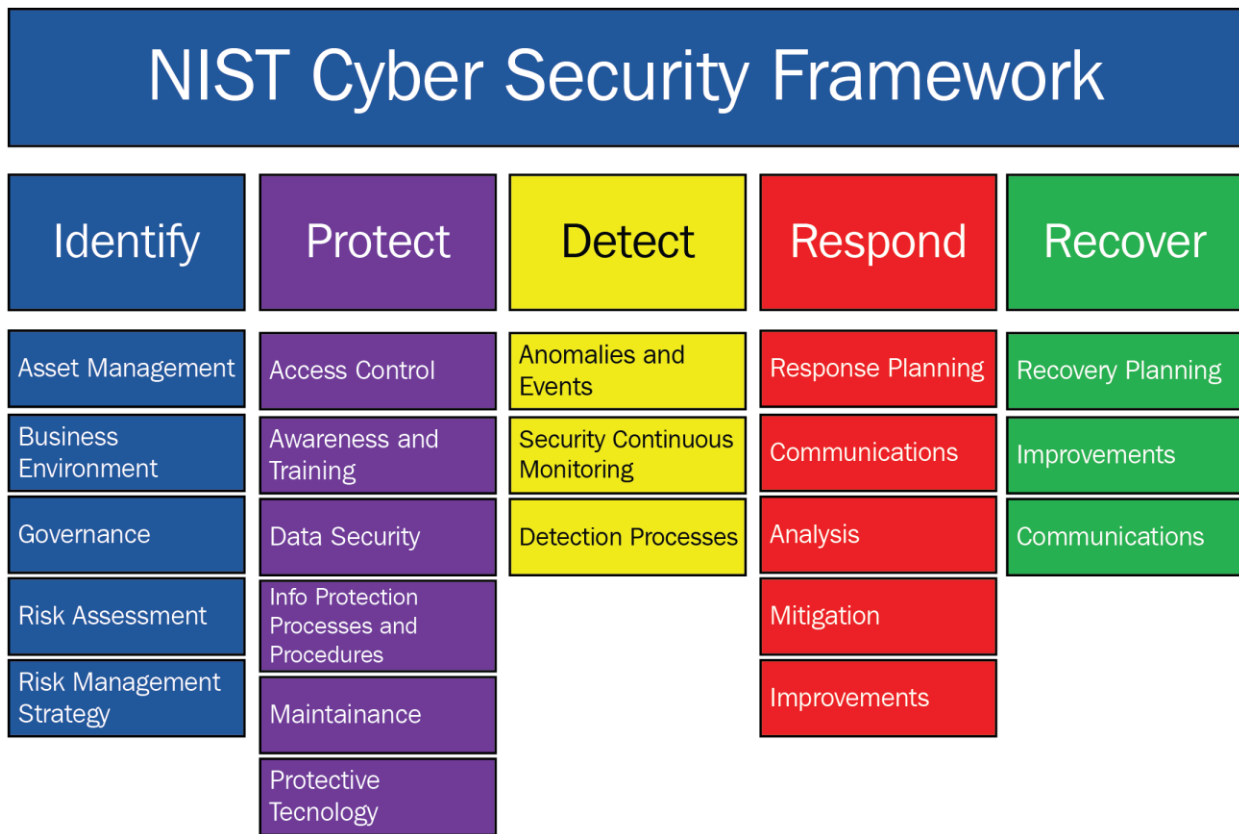 NIST Cyber Security Framework
Identify
Asset Management
Business
Environment
Governance
Risk Assessment
Risk Management
Strategy
Protect
Access Control
Awareness and
Training
Data Security
Info Protection
Processes and
Procedures
Maintainance
Protective
Tecnology
Detect
Anomalies and
Events
Security Continuous
Monitoring
Detection Processes
Respond
Response Planning
Communications
Analysis
Mitigation
Improvements
Recover
Recovery Planning
Improvements
Communications